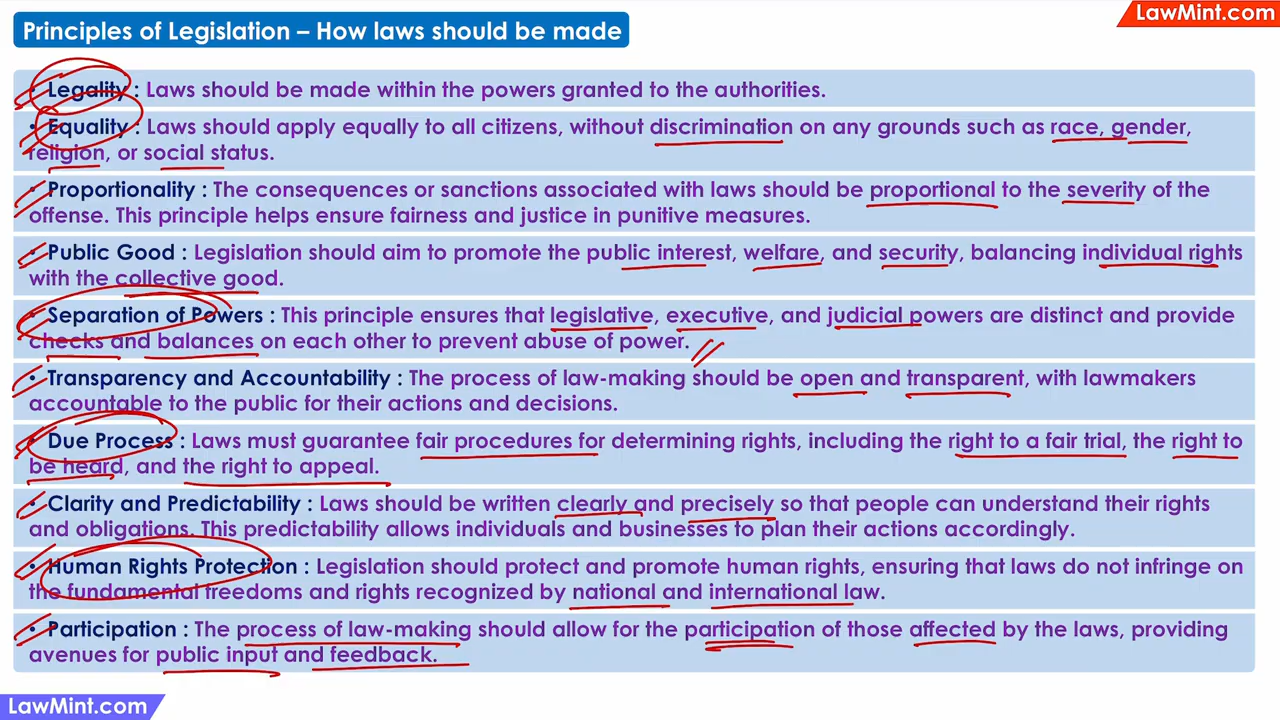 Principles of Legislation – How laws should be made
LawMint.com
• Legality : Laws should be made within the powers granted to the authorities.
• Equality : Laws should apply equally to all citizens, without discrimination on any grounds such as race, gender,
religion, or social status.
• Proportionality : The consequences or sanctions associated with laws should be proportional to the severity of the
offense. This principle helps ensure fairness and justice in punitive measures.
• Public Good : Legislation should aim to promote the public interest, welfare, and security, balancing individual rights
with the collective good.
• Separation of Powers : This principle ensures that legislative, executive, and judicial powers are distinct and provide
checks and balances on each other to prevent abuse of power.
• Transparency and Accountability : The process of law-making should be open and transparent, with lawmakers
accountable to the public for their actions and decisions.
• Due Process : Laws must guarantee fair procedures for determining rights, including the right to a fair trial, the right to
be heard, and the right to appeal.
• Clarity and Predictability : Laws should be written clearly and precisely so that people can understand their rights
and obligations. This predictability allows individuals and businesses to plan their actions accordingly.
• Human Rights Protection : Legislation should protect and promote human rights, ensuring that laws do not infringe on
the fundamental freedoms and rights recognized by national and international law.
• Participation : The process of law-making should allow for the participation of those affected by the laws, providing
avenues for public input and feedback.
LawMint.com